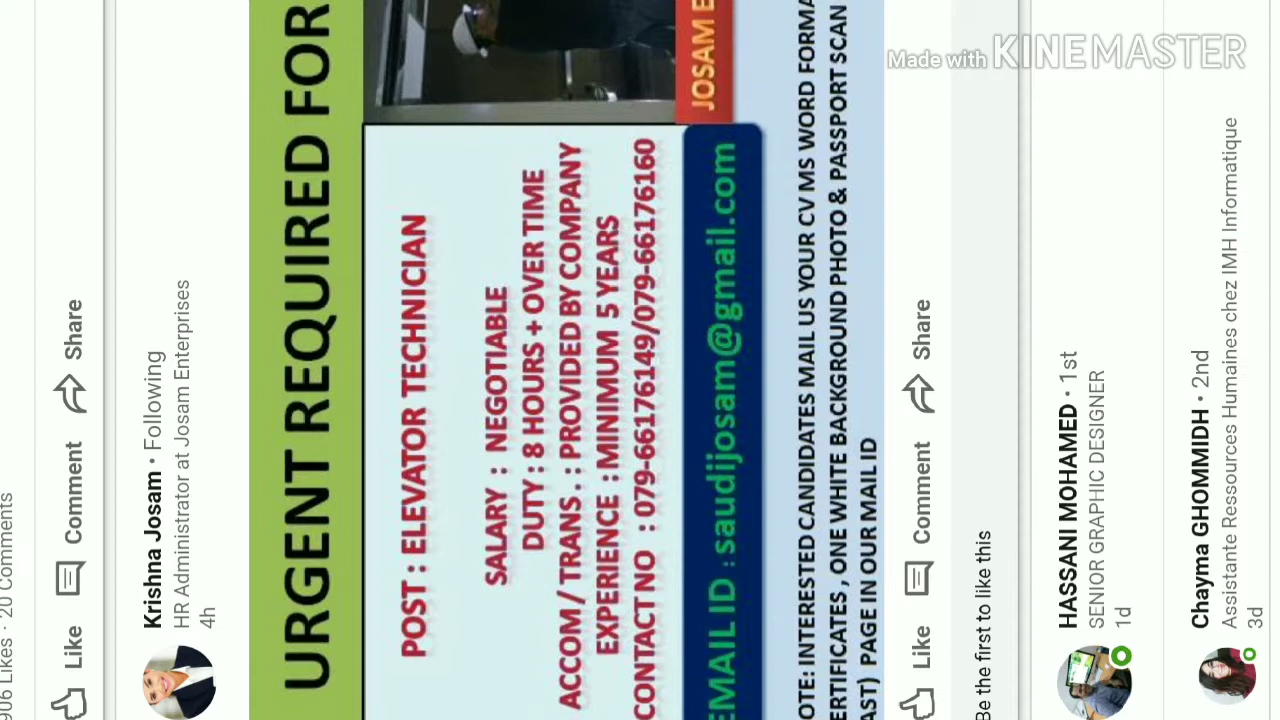 906 Likes · 20 Comments
Like Comment Share
Krishna Josam • Following
HR Administrator at Josam Enterprises
4h
URGENT REQUIRED FOR
POST : ELEVATOR TECHNICIAN
SALARY : NEGOTIABLE
DUTY : 8 HOURS + OVER TIME
ACCOM / TRANS . : PROVIDED BY COMPANY
EXPERIENCE : MINIMUM 5 YEARS
CONTACT NO : 079-66176149/079-66176160
JOSAM E
EMAIL ID : saudijosam@gmail.com
OTE: INTERESTED CANDIDATES MAIL US YOUR CV MS WORD FORMA
ERTIFICATES , ONE WHITE BACKGROUND PHOTO & PASSPORT SCAN
AST) PAGE IN OUR MAIL ID
Like Comment Share
Be the first to like this
HASSANI MOHAMED • 1st
SENIOR GRAPHIC DESIGNER
1d
Chayma GHOMMIDH • 2nd
Assistante Ressources Humaines chez IMH Informatique
3d
Made with KINEMASTER